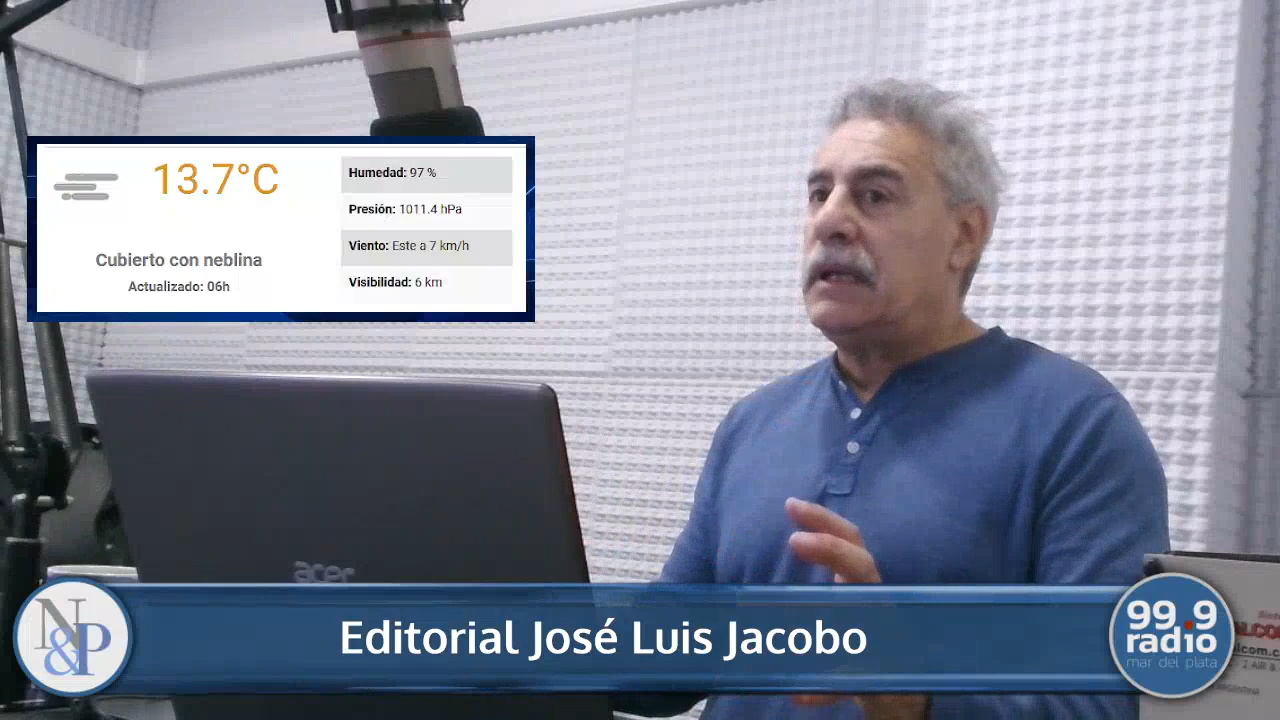 13.7°C
Cubierto con neblina
Actualizado: 06h
Humedad: 97 %
Presión: 1011.4 hPa
Viento: Este a 7 km/h
Visibilidad: 6 km
acer
N&P
Editorial José Luis Jacobo
99.9
radio
mar del plata